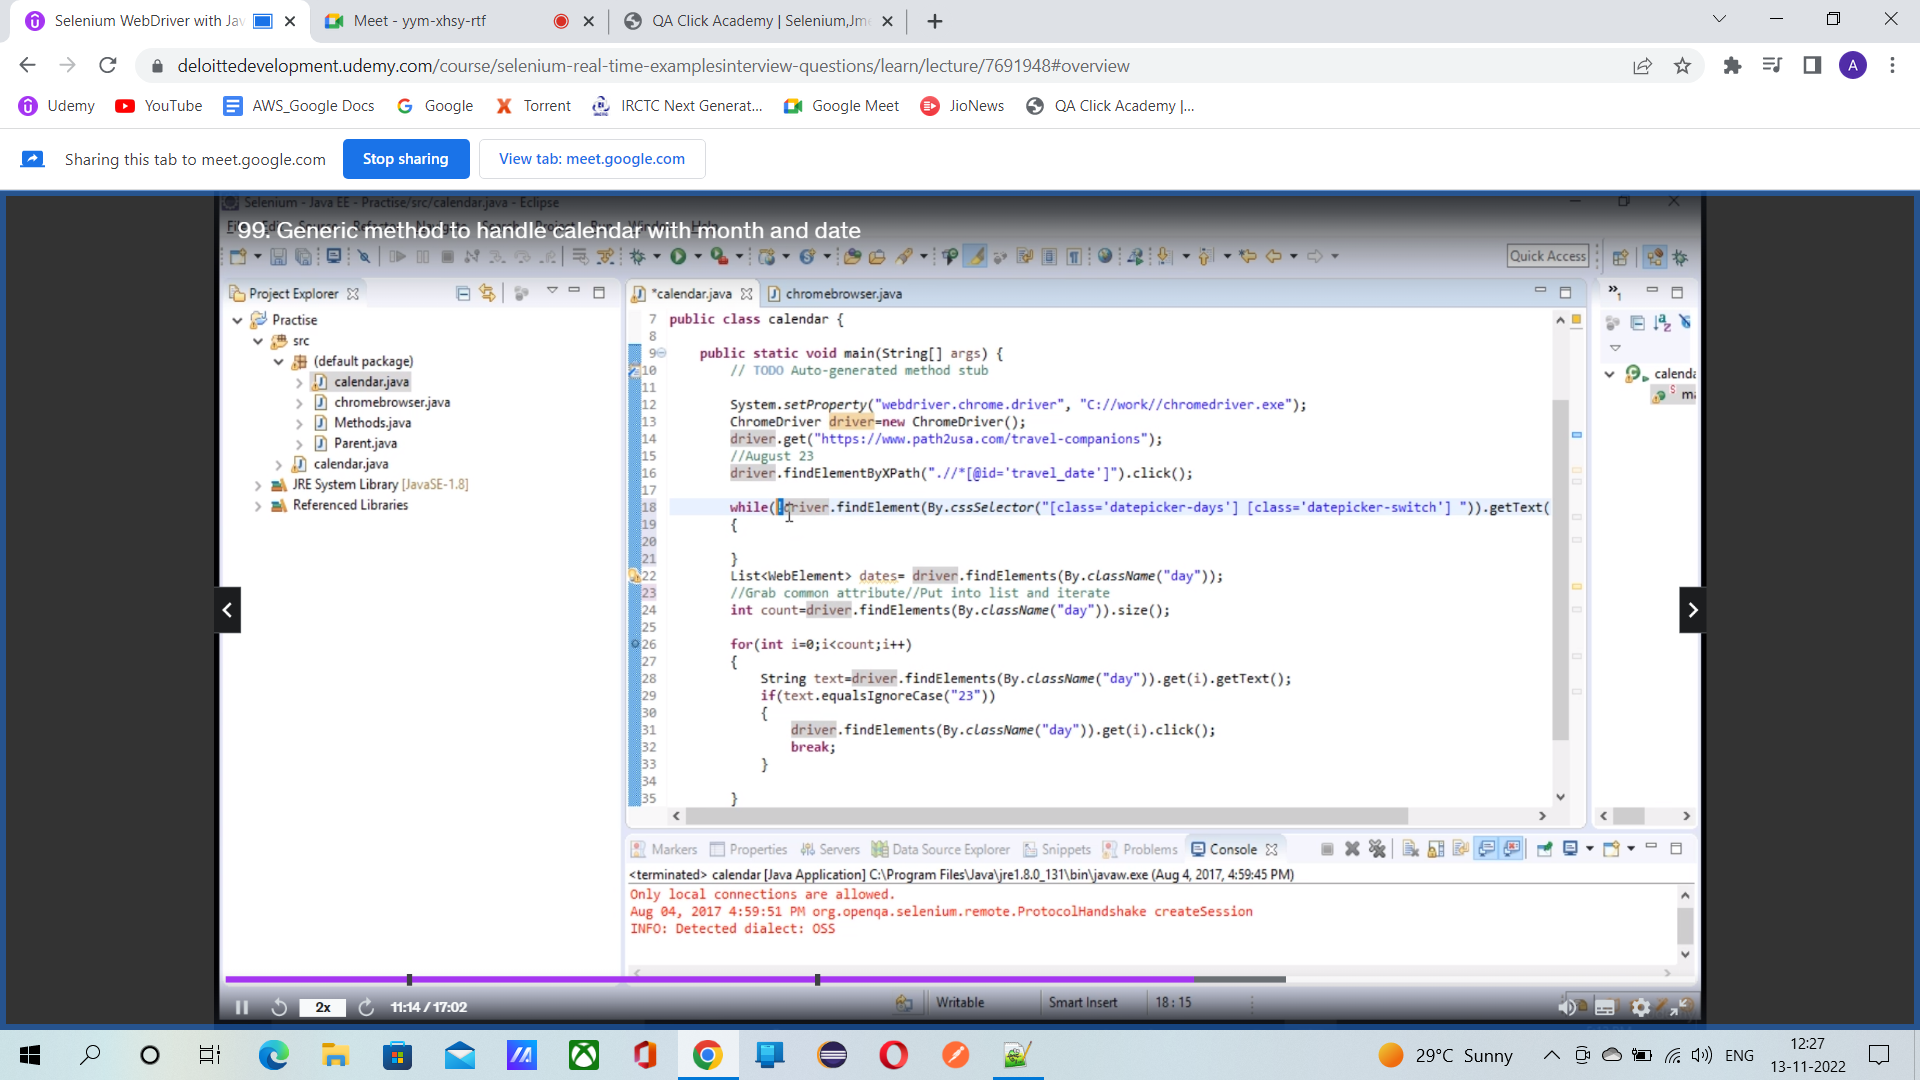 Selenium WebDriver with Jav
Meet - yym-xhsy-rtf
QA Click Academy | Selenium,Jme
deloittedevelopment.udemy.com/course/selenium-real-time-examplesinterview-questions/learn/lecture/7691948#overview
A
Udemy
YouTube
AWS_Google Docs
Google
Torrent
IRCTC Next Generat...
Google Meet
JioNews
QA Click Academy |...
Sharing this tab to meet.google.com
Stop sharing
View tab: meet.google.com
Selenium - Java EE - Practise/src/calendar.java - Eclipse
99. Generic method to handle calendar with month and date
Quick Access
Project Explorer
*calendar.java
chromebrowser.java
Practise
src
(default package)
calendar.java
chromebrowser.java
Methods.java
Parent.java
calendar.java
JRE System Library [JavaSE-1.8]
Referenced Libraries
7 public class calendar {
8
9 public static void main(String[] args) {
10 // TODO Auto-generated method stub
11
12 System.setProperty("webdriver.chrome.driver", "C://work//chromedriver.exe");
13 ChromeDriver driver=new ChromeDriver();
14 driver.get("https://www.path2usa.com/travel-companions");
15 //August 23
16 driver.findElementByXPath(".//*[@id='travel_date']").click();
17
18 while(!driver.findElement(By.cssSelector("[class='datepicker-days'] [class='datepicker-switch'] ")).getText(
19 {
20
21 }
22 List<WebElement> dates= driver.findElements(By.className("day"));
23 //Grab common attribute//Put into list and iterate
24 int count=driver.findElements(By.className("day")).size();
25
26 for(int i=0;i<count;i++)
27 {
28 String text=driver.findElements(By.className("day")).get(i).getText();
29 if(text.equalsIgnoreCase("23"))
30 {
31 driver.findElements(By.className("day")).get(i).click();
32 break;
33 }
34
35 }
calenda
S ma
Markers
Properties
Servers
Data Source Explorer
Snippets
Problems
Console
<terminated> calendar [Java Application] C:\Program Files\Java\jre1.8.0_131\bin\javaw.exe (Aug 4, 2017, 4:59:45 PM)
Only local connections are allowed.
Aug 04, 2017 4:59:51 PM org.openqa.selenium.remote.ProtocolHandshake createSession
INFO: Detected dialect: OSS
2x
11:14 / 17:02
Writable
Smart Insert
18 : 15
29°C Sunny
ENG
12:27
13-11-2022